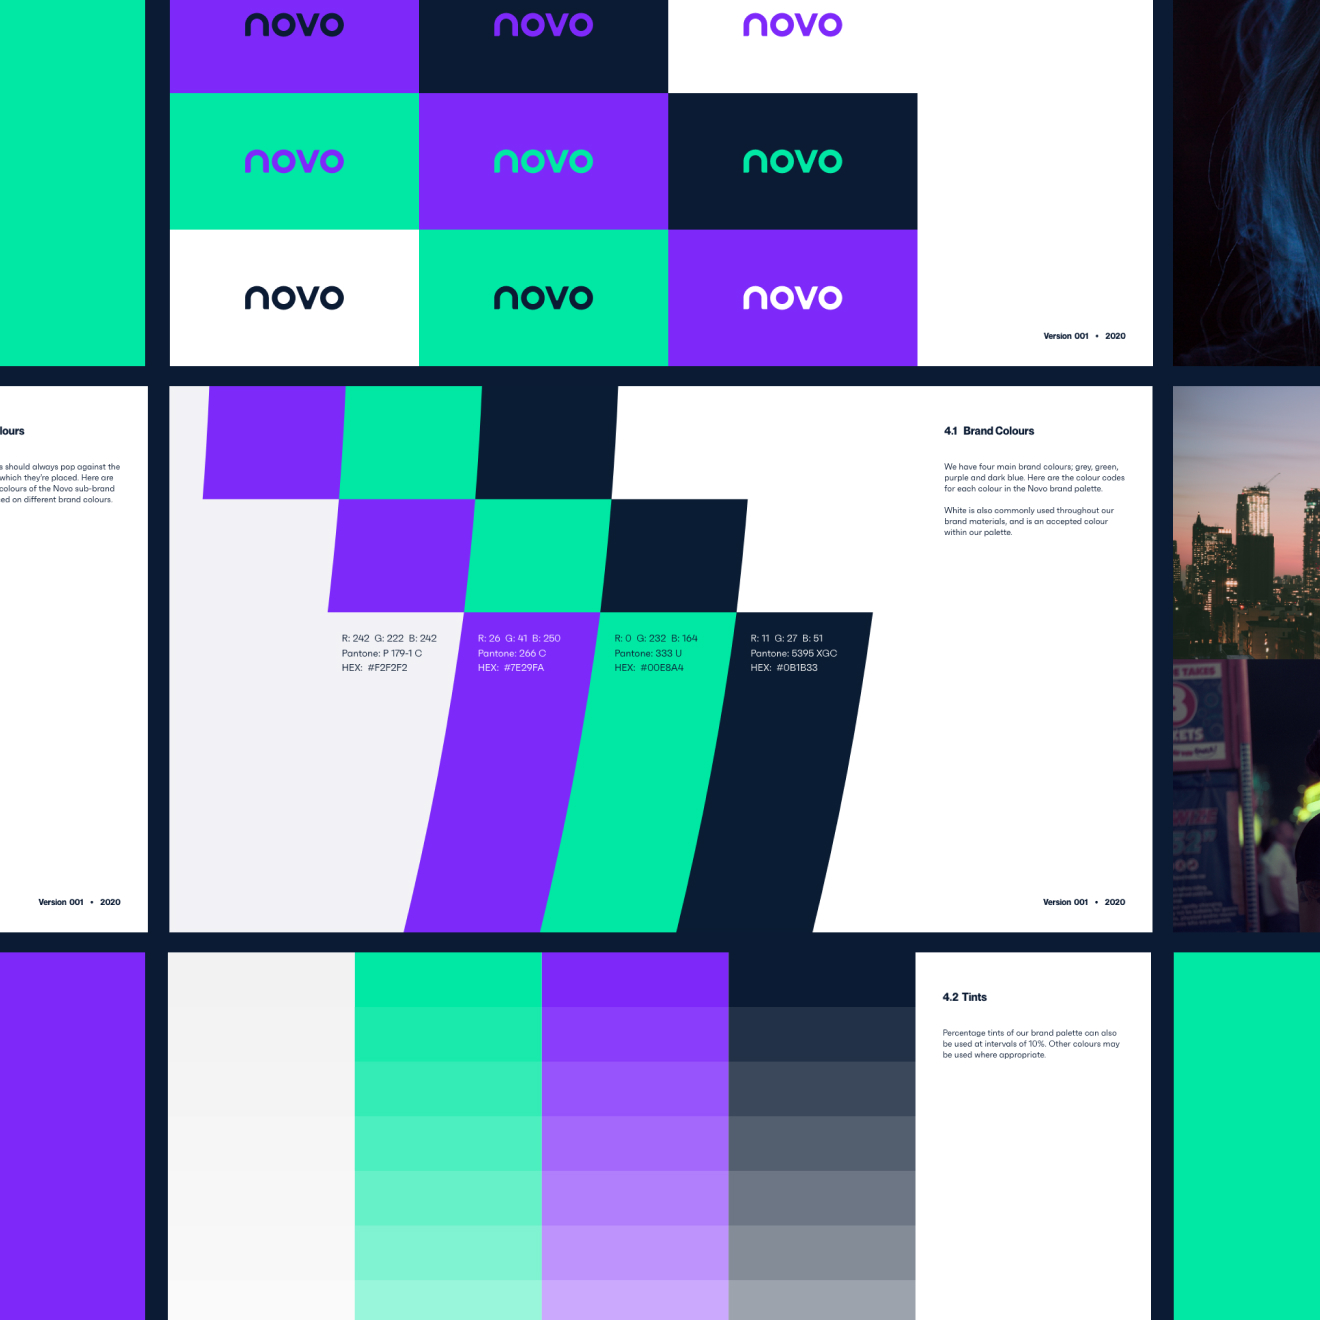 novo novo novo
novo novo novo
novo novo novo
Version 001 • 2020
lours
s should always pop against the
which they're placed. Here are
colours of the Novo sub-brand
ed on different brand colours.
Version 001 • 2020
4.1 Brand Colours
We have four main brand colours; grey, green,
purple and dark blue. Here are the colour codes
for each colour in the Novo brand palette.
White is also commonly used throughout our
brand materials, and is an accepted colour
within our palette.
R: 242 G: 222 B: 242
Pantone: P 179-1 C
HEX: #F2F2F2
R: 26 G: 41 B: 250
Pantone: 266 C
HEX: #7E29FA
R: 0 G: 232 B: 164
Pantone: 333 U
HEX: #00E8A4
R: 11 G: 27 B: 51
Pantone: 5395 XGC
HEX: #0B1B33
Version 001 • 2020
TAKES
3
ETS
4.2 Tints
Percentage tints of our brand palette can also
be used at intervals of 10%. Other colours may
be used where appropriate.